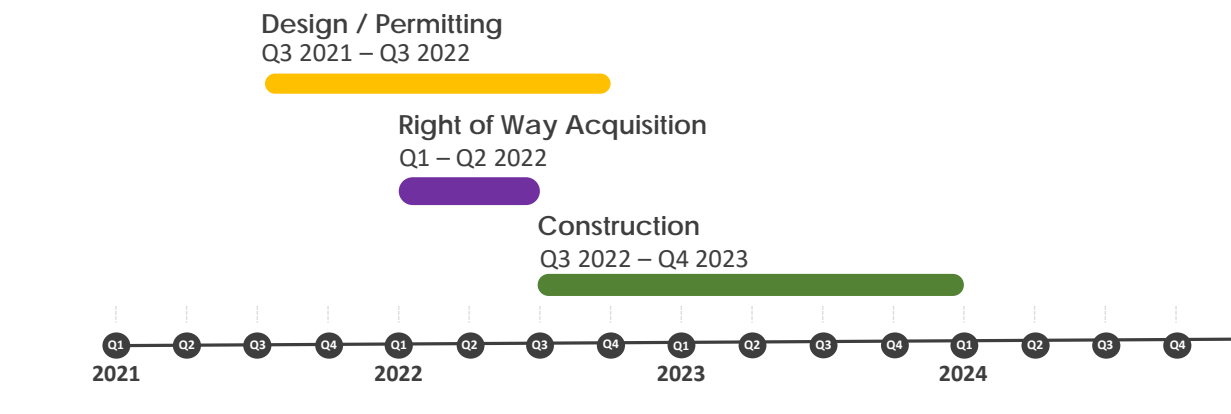 Design / Permitting
Q3 2021 – Q3 2022
Right of Way Acquisition
Q1 – Q2 2022
Construction
Q3 2022 – Q4 2023
Q1 Q2 Q3 Q4 Q1 Q2 Q3 Q4 Q1 Q2 Q3 Q4 Q1 Q2 Q3 Q4
2021 2022 2023 2024